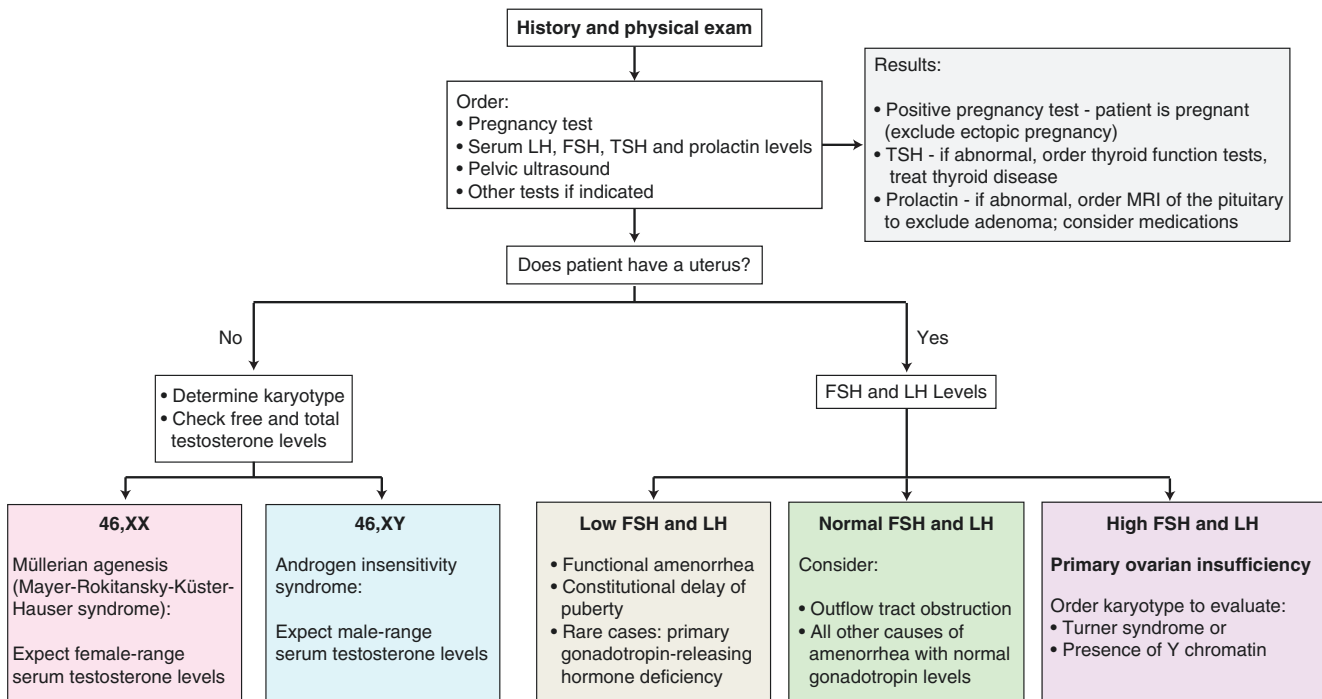 History and physical exam
Order:
• Pregnancy test
• Serum LH, FSH, TSH and prolactin levels
• Pelvic ultrasound
• Other tests if indicated
Results:
• Positive pregnancy test - patient is pregnant
(exclude ectopic pregnancy)
• TSH - if abnormal, order thyroid function tests,
treat thyroid disease
• Prolactin - if abnormal, order MRI of the pituitary
to exclude adenoma; consider medications
Does patient have a uterus?
No
Yes
• Determine karyotype
• Check free and total
testosterone levels
FSH and LH Levels
46,XX
Müllerian agenesis
(Mayer-Rokitansky-Küster-
Hauser syndrome):
Expect female-range
serum testosterone levels
46,XY
Androgen insensitivity
syndrome:
Expect male-range
serum testosterone levels
Low FSH and LH
• Functional amenorrhea
• Constitutional delay of
puberty
• Rare cases: primary
gonadotropin-releasing
hormone deficiency
Normal FSH and LH
Consider:
• Outflow tract obstruction
• All other causes of
amenorrhea with normal
gonadotropin levels
High FSH and LH
Primary ovarian insufficiency
Order karyotype to evaluate:
• Turner syndrome or
• Presence of Y chromatin